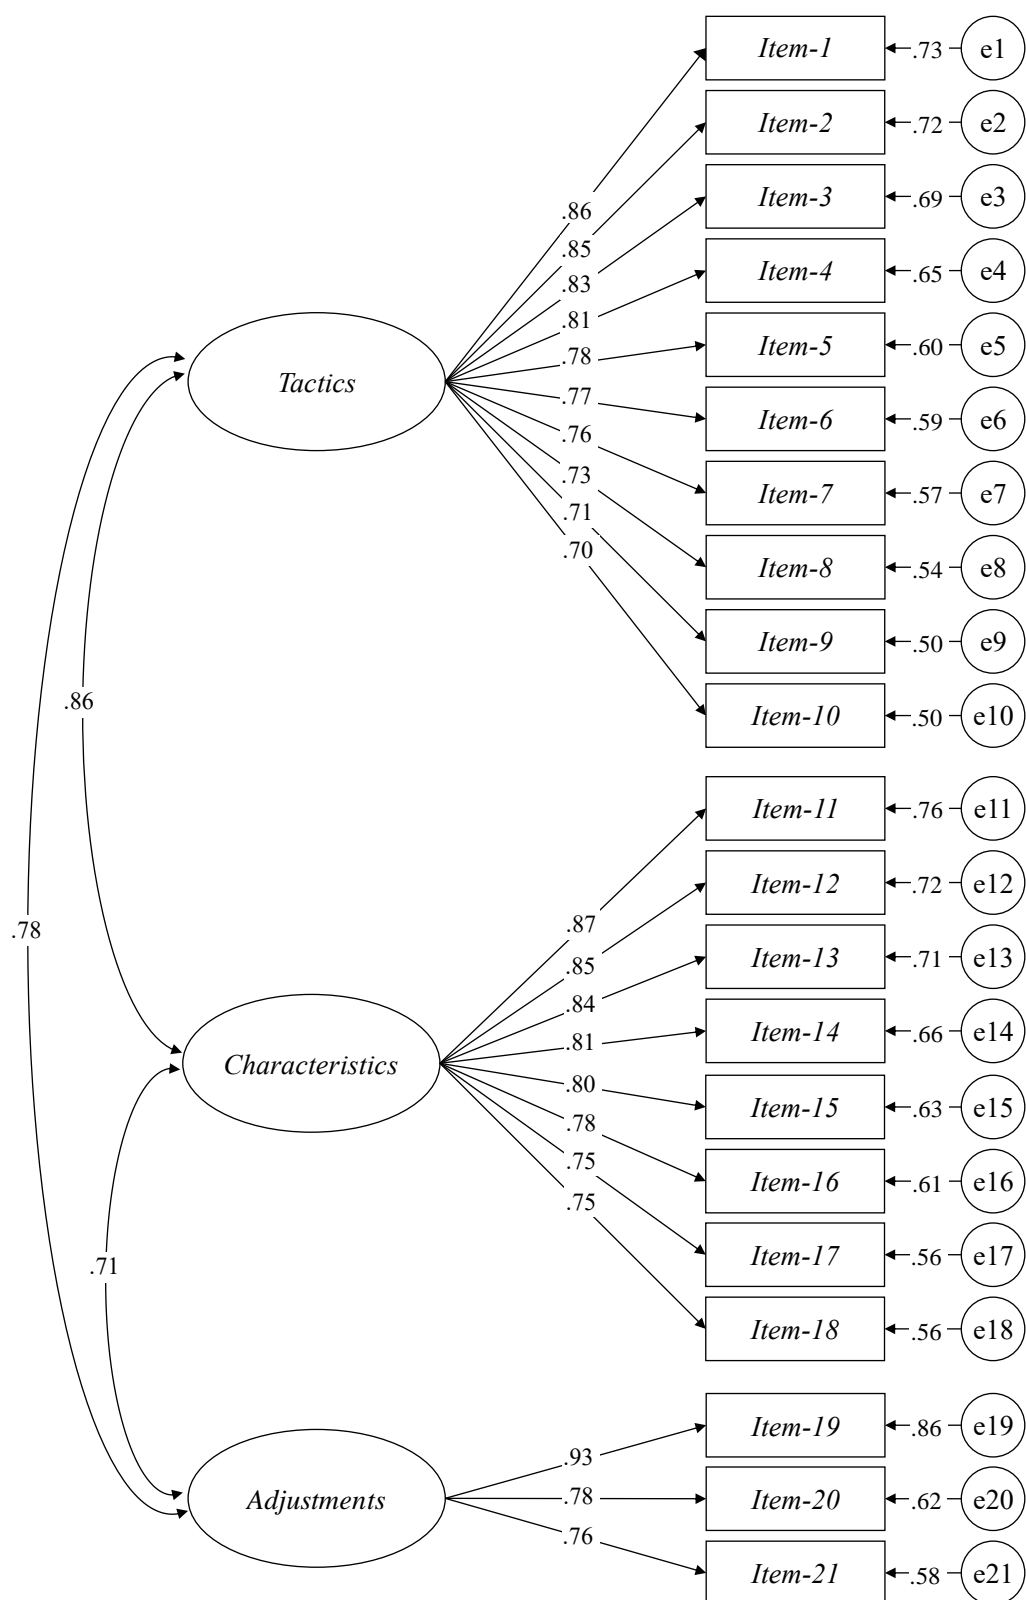 Item-1 .73 e1
Item-2 .72 e2
Item-3 .69 e3
Item-4 .65 e4
Item-5 .60 e5
Item-6 .59 e6
Item-7 .57 e7
Item-8 .54 e8
Item-9 .50 e9
Item-10 .50 e10
.86
.85
.83
.81
.78
.77
.76
.73
.71
.70
Tactics
.86
.78
.71
Item-11 .76 e11
Item-12 .72 e12
Item-13 .71 e13
Item-14 .66 e14
Item-15 .63 e15
Item-16 .61 e16
Item-17 .56 e17
Item-18 .56 e18
.87
.85
.84
.81
.80
.78
.75
.75
Characteristics
Item-19 .86 e19
Item-20 .62 e20
Item-21 .58 e21
.93
.78
.76
Adjustments